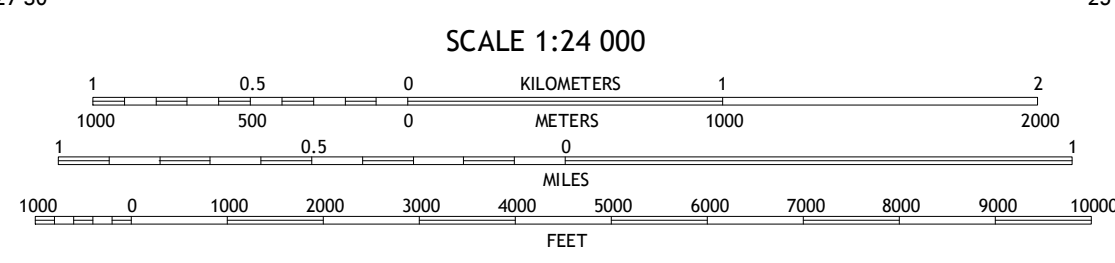 SCALE 1:24 000
1 0.5 0 KILOMETERS 1 2
1000 500 0 METERS 1000 2000
1 0.5 0 1
MILES
1000 0 1000 2000 3000 4000 5000 6000 7000 8000 9000 10000
FEET